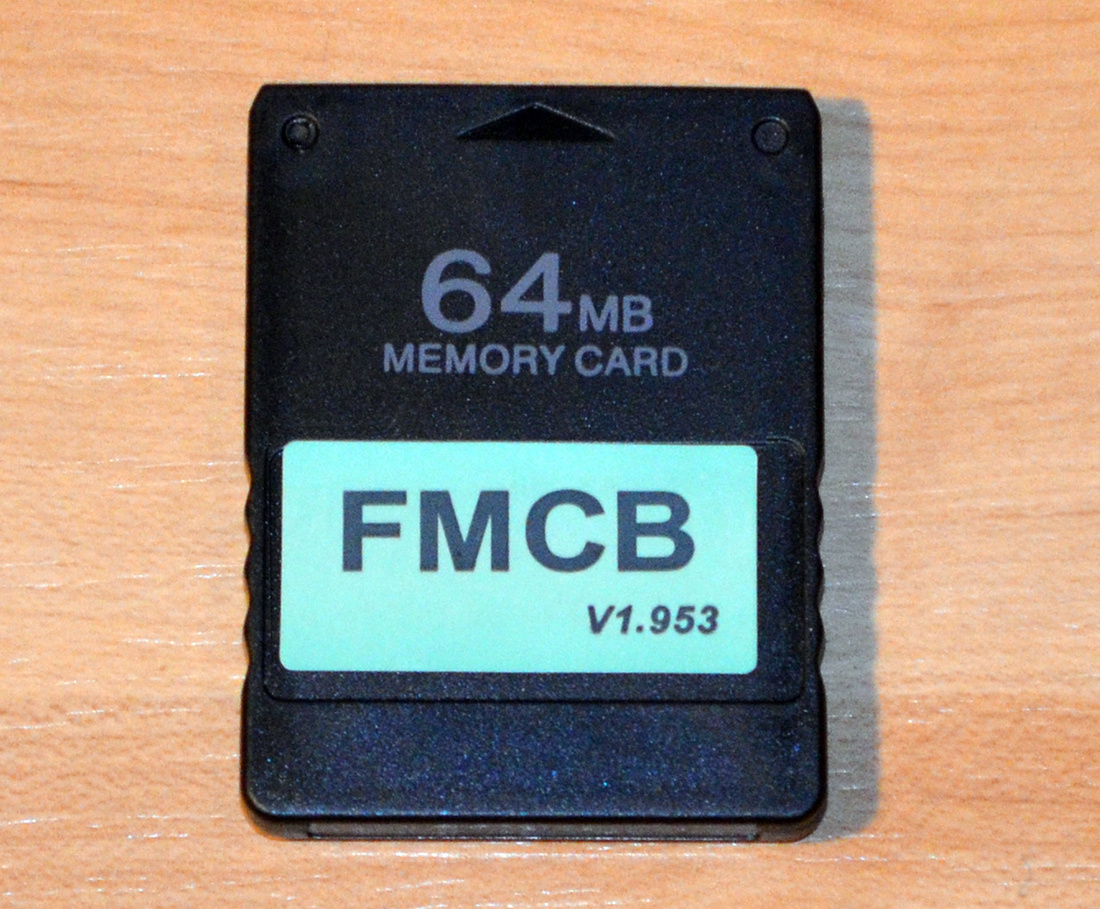 64MB
MEMORY CARD
FMCB
V1.953